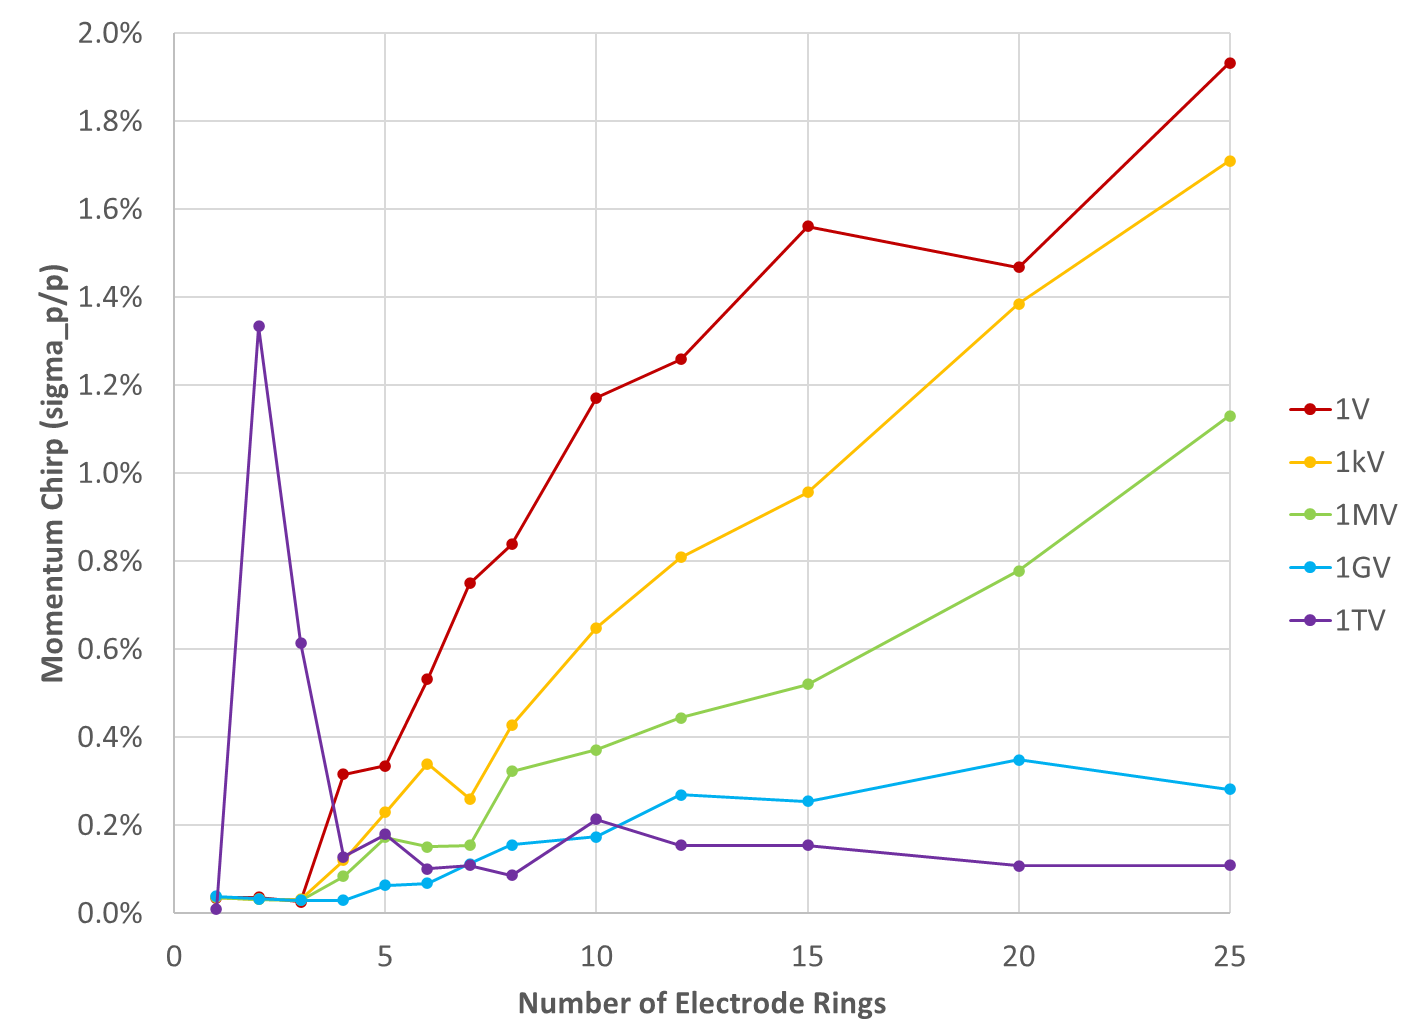 2.0%
1.8%
1.6%
1.4%
1.2%
1.0%
0.8%
0.6%
0.4%
0.2%
0.0%
Momentum Chirp (sigma_p/p)
0 5 10 15 20 25
Number of Electrode Rings
1V
1kV
1MV
1GV
1TV